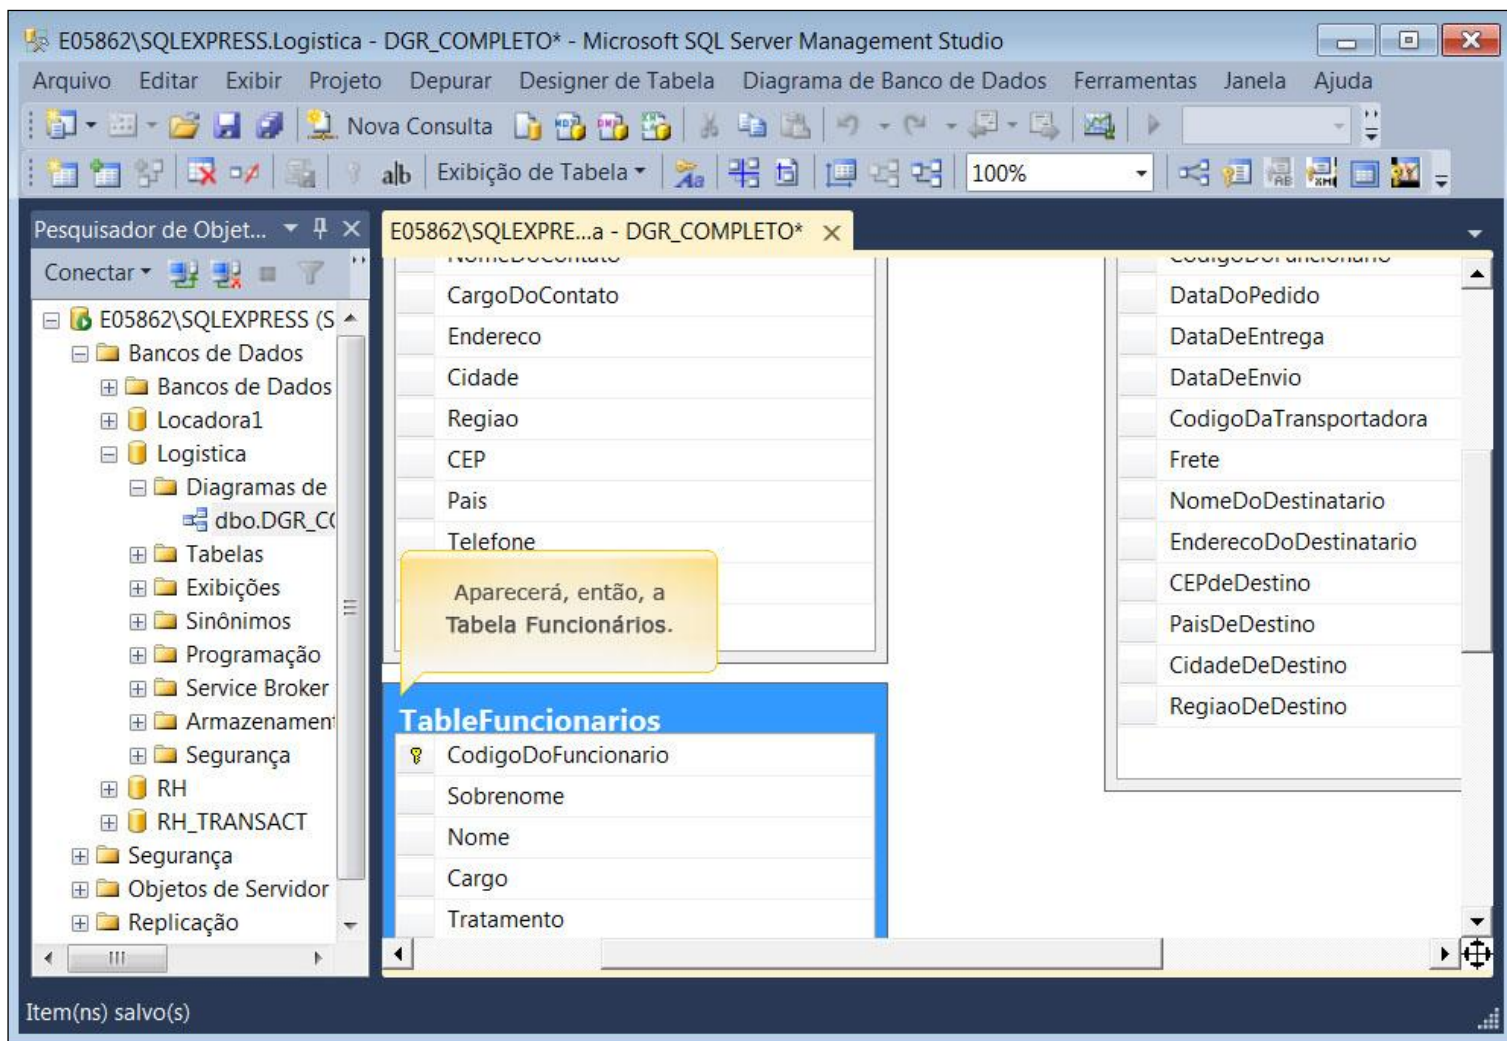 E05862\SQLEXPRESS.Logistica - DGR_COMPLETO* - Microsoft SQL Server Management Studio
Arquivo Editar Exibir Projeto Depurar Designer de Tabela Diagrama de Banco de Dados Ferramentas Janela Ajuda
Nova Consulta
a|b Exibição de Tabela 100%
Pesquisador de Objet...
Conectar
E05862\SQLEXPRESS (S
Bancos de Dados
Bancos de Dados
Locadora1
Logistica
Diagramas de
dbo.DGR_C
Tabelas
Exibições
Sinônimos
Programação
Service Broker
Armazenament
Segurança
RH
RH_TRANSACT
Segurança
Objetos de Servidor
Replicação
E05862\SQLEXPRE...a - DGR_COMPLETO*
NomeDoContato
CargoDoContato
Endereco
Cidade
Regiao
CEP
Pais
Telefone
Aparecerá, então, a
Tabela Funcionários.
TableFuncionarios
CodigoDoFuncionario
Sobrenome
Nome
Cargo
Tratamento
CodigoDoFuncionario
DataDoPedido
DataDeEntrega
DataDeEnvio
CodigoDaTransportadora
Frete
NomeDoDestinatario
EnderecoDoDestinatario
CEPdeDestino
PaisDeDestino
CidadeDeDestino
RegiaoDeDestino
Item(ns) salvo(s)